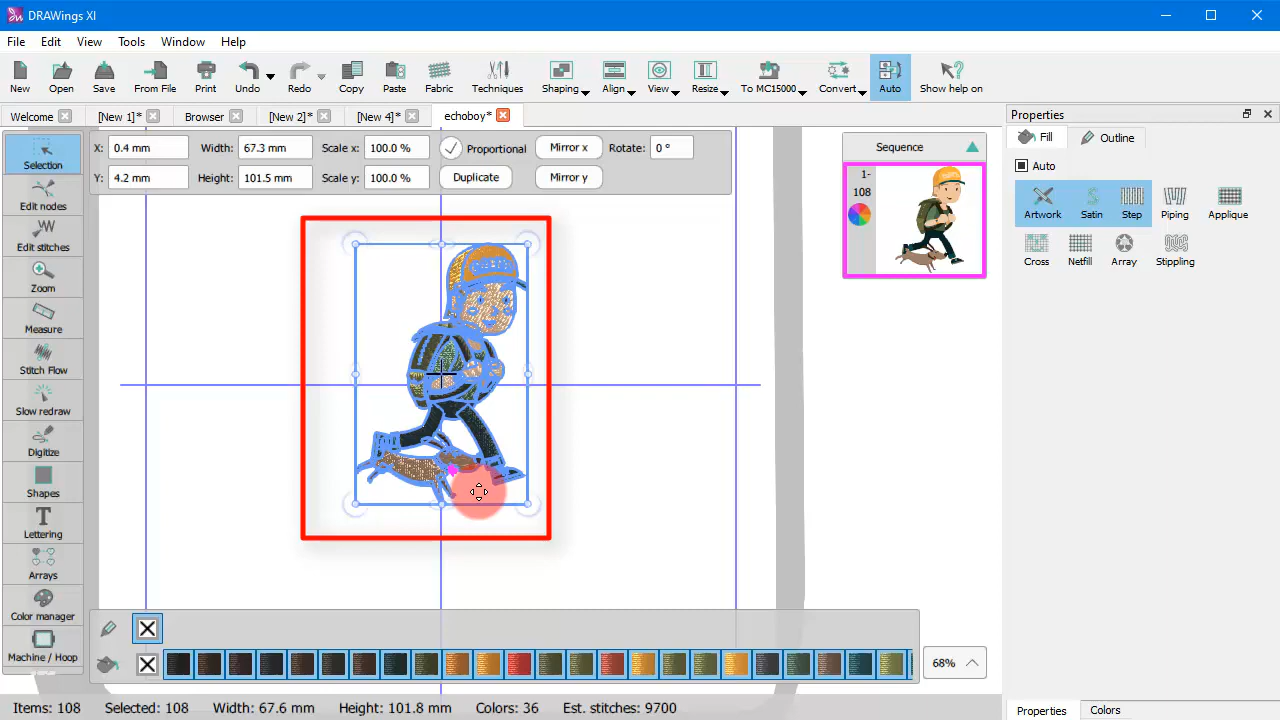 DRAWings XI
File Edit View Tools Window Help
New Open Save From File Print Undo Redo Copy Paste Fabric Techniques Shaping Align View Resize To MC15000 Convert Auto Show help on
Welcome [New 1]* Browser [New 2]* [New 4]* echoboy*
Properties
Fill Outline
Auto
Artwork Satin Step Piping Applique
Cross Netfill Array Stippling
X: 0.4 mm Width: 67.3 mm Scale x: 100.0 % Proportional Mirror x Rotate: 0 °
Y: 4.2 mm Height: 101.5 mm Scale y: 100.0 % Duplicate Mirror y
Sequence
1-
108
Selection
Edit nodes
Edit stitches
Zoom
Measure
Stitch Flow
Slow redraw
Digitize
Shapes
Lettering
Arrays
Color manager
Machine / Hoop
68%
Items: 108 Selected: 108 Width: 67.6 mm Height: 101.8 mm Colors: 36 Est. stitches: 9700
Properties Colors